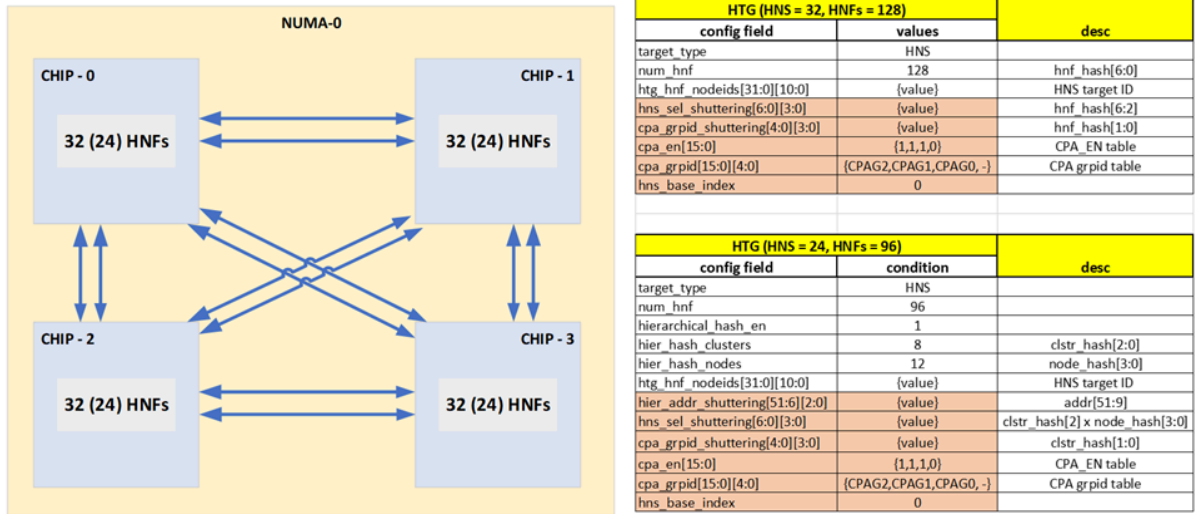 NUMA-0
CHIP - 0
CHIP - 1
32 (24) HNFs
32 (24) HNFs
CHIP - 2
CHIP - 3
32 (24) HNFs
32 (24) HNFs
HTG (HNS = 32, HNFs = 128)
config field values desc
target_type HNS
num_hnf 128 hnf_hash[6:0]
htg_hnf_nodeids[31:0][10:0] {value} HNS target ID
hns_sel_shuttering[6:0][3:0] {value} hnf_hash[6:2]
cpa_grpid_shuttering[4:0][3:0] {value} hnf_hash[1:0]
cpa_en[15:0] {1,1,1,0} CPA_EN table
cpa_grpid[15:0][4:0] {CPAG2,CPAG1,CPAG0, -} CPA grpid table
hns_base_index 0
HTG (HNS = 24, HNFs = 96)
config field condition desc
target_type HNS
num_hnf 96
hierarchical_hash_en 1
hier_hash_clusters 8 clstr_hash[2:0]
hier_hash_nodes 12 node_hash[3:0]
htg_hnf_nodeids[31:0][10:0] {value} HNS target ID
hier_addr_shuttering[51:6][2:0] {value} addr[51:9]
hns_sel_shuttering[6:0][3:0] {value} clstr_hash[2] x node_hash[3:0]
cpa_grpid_shuttering[4:0][3:0] {value} clstr_hash[1:0]
cpa_en[15:0] {1,1,1,0} CPA_EN table
cpa_grpid[15:0][4:0] {CPAG2,CPAG1,CPAG0, -} CPA grpid table
hns_base_index 0